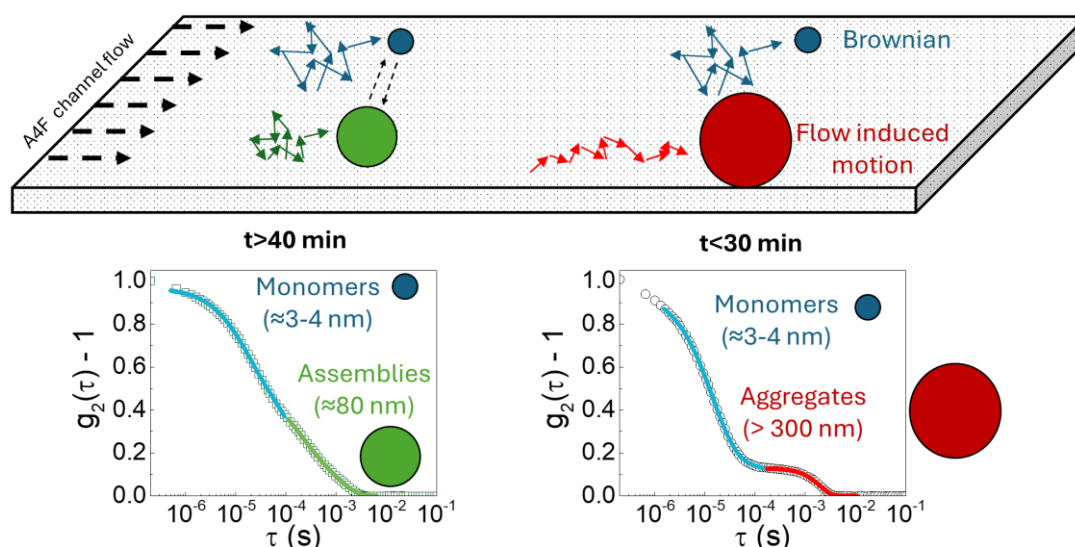 A4F channel flow
Brownian
Flow induced
motion
t>40 min
t<30 min
1.0
0.8
0.6
0.4
0.2
0.0
g₂(τ) - 1
Monomers
(≈3-4 nm)
Assemblies
(≈80 nm)
10⁻⁶ 10⁻⁵ 10⁻⁴ 10⁻³ 10⁻² 10⁻¹
τ (s)
1.0
0.8
0.6
0.4
0.2
0.0
g₂(τ) - 1
Monomers
(≈3-4 nm)
Aggregates
(> 300 nm)
10⁻⁶ 10⁻⁵ 10⁻⁴ 10⁻³ 10⁻² 10⁻¹
τ (s)